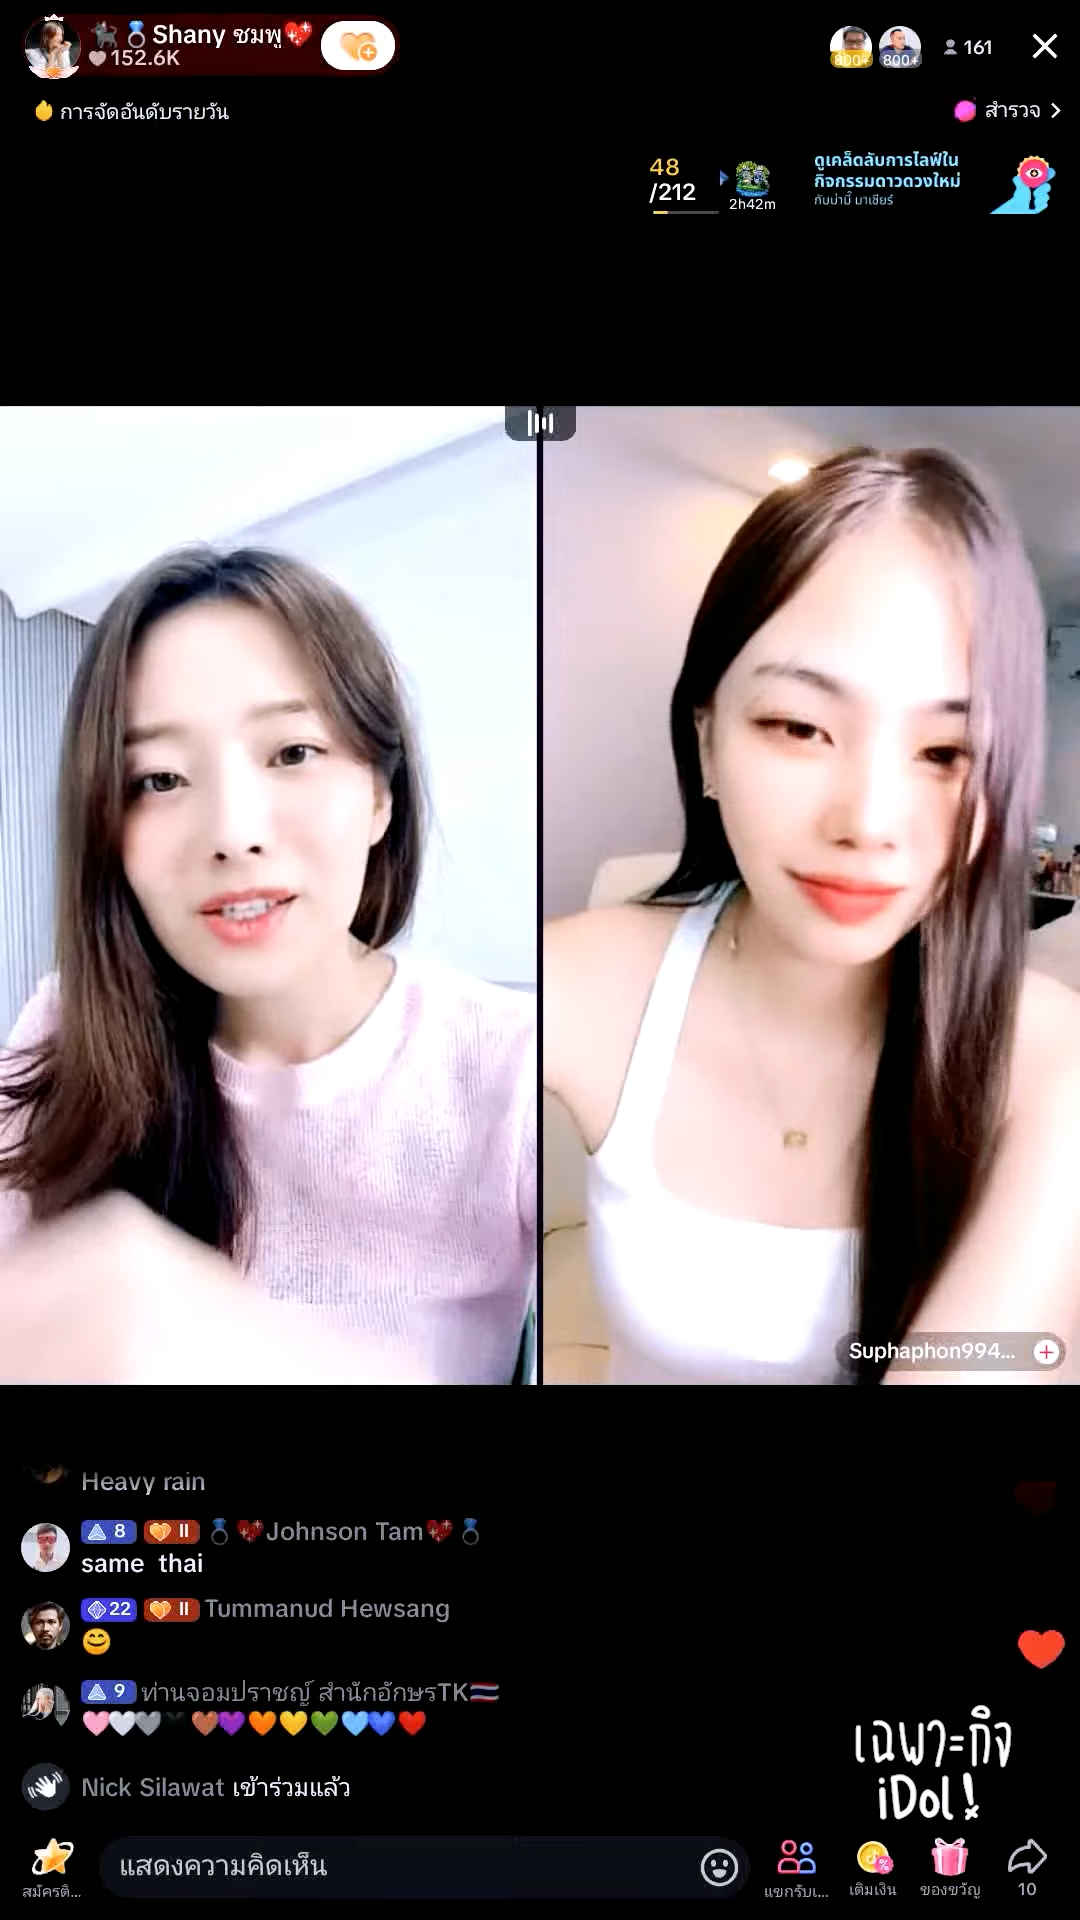 Shany ชมพู
152.6K
800+
800+
161
การจัดอันดับรายวัน
สำรวจ
48
/212
2h42m
ดูเคล็ดลับการไลฟ์ใน
กิจกรรมดาวดวงใหม่
กับบ่ามี๊ มาเชียร์
Suphaphon994...
Heavy rain
8 II Johnson Tam
same thai
22 II Tummanud Hewsang
😊
9 ท่านจอมปราชญ์ สำนักอักษรTK🇹🇭
🩷🤍🩶🖤🤎💜🧡💛💚🩵💙❤️
Nick Silawat เข้าร่วมแล้ว
เฉพาะกิจ
iDol!
แสดงความคิดเห็น
สมัครติ...
แขกรับเ...
เติมเงิน
ของขวัญ
10